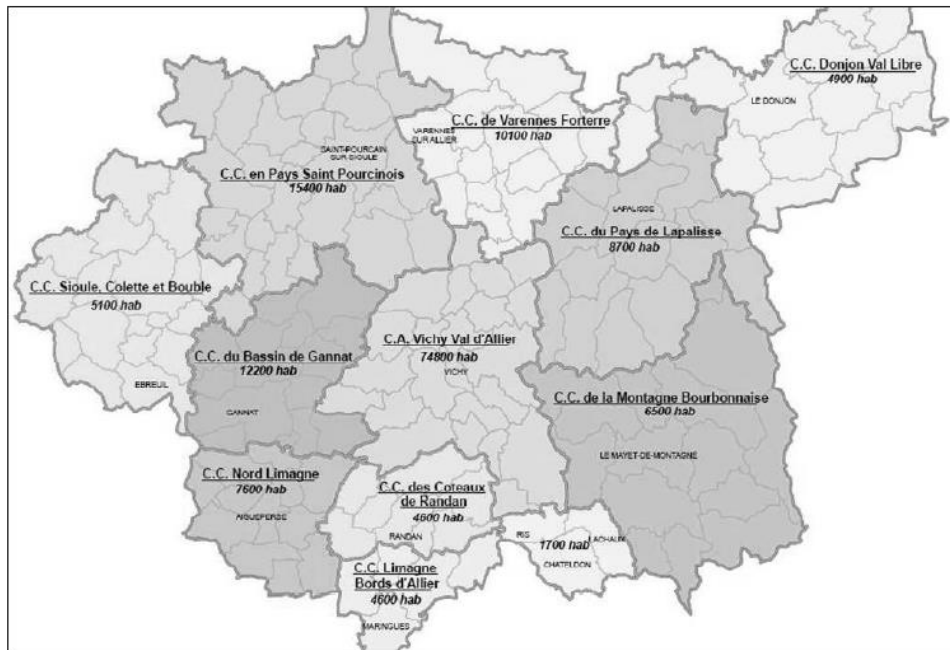 C.C. Donjon Val Libre
4900 hab
LE DONJON
C.C. de Varennes Forterre
10100 hab
VARENNES
SUR ALLIER
SAINT-POURCAIN
SUR-SIOULE
C.C. en Pays Saint Pourcinois
15400 hab
LAPALISSE
C.C. du Pays de Lapalisse
8700 hab
C.C. Sioule, Colette et Bouble
5100 hab
EBREUIL
C.C. du Bassin de Gannat
12200 hab
GANNAT
C.A. Vichy Val d'Allier
74800 hab
VICHY
C.C. de la Montagne Bourbonnaise
6500 hab
LE MAYET-DE-MONTAGNE
C.C. Nord Limagne
7600 hab
AIGUEPERSE
C.C. des Coteaux
de Randan
4600 hab
RANDAN
RIS
LACHAUX
1700 hab
CHATELDON
C.C. Limagne
Bords d'Allier
4600 hab
MARINGUES